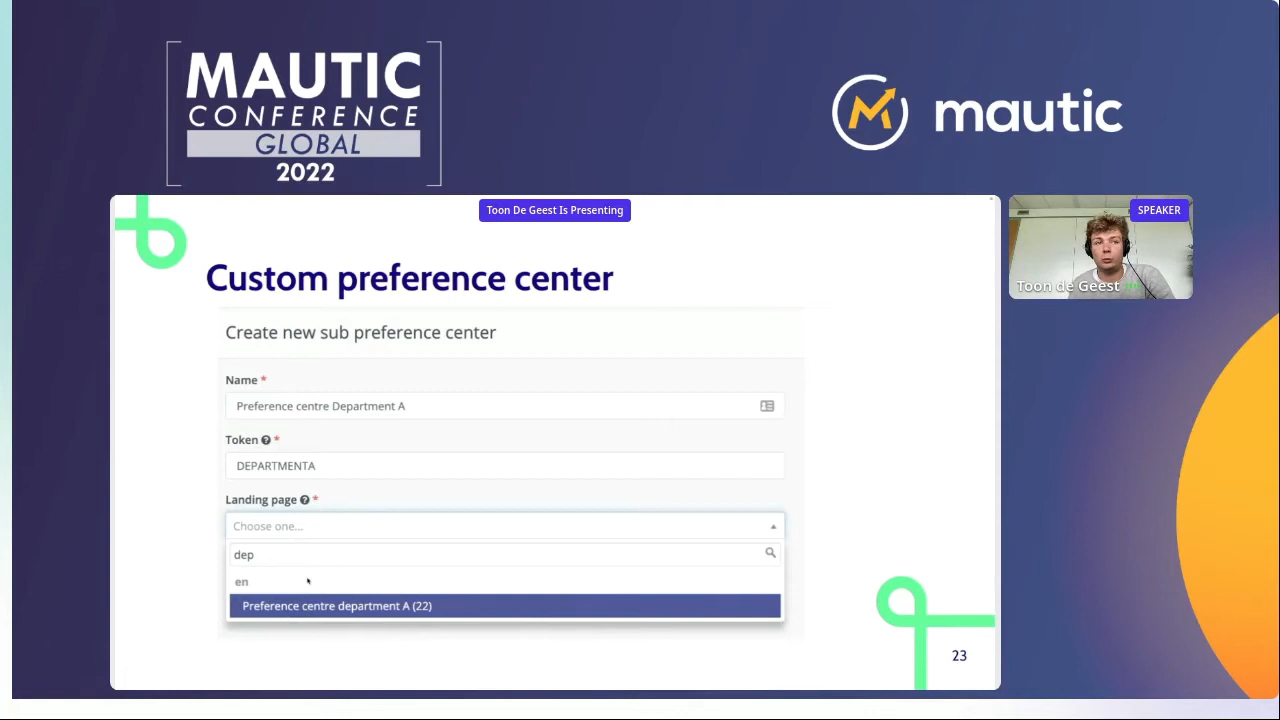 MAUTIC
CONFERENCE
GLOBAL
2022
mautic
Toon De Geest Is Presenting
SPEAKER
Toon de Geest
Custom preference center
Create new sub preference center
Name *
Preference centre Department A
Token *
DEPARTMENTA
Landing page *
Choose one...
dep
en
Preference centre department A (22)
23